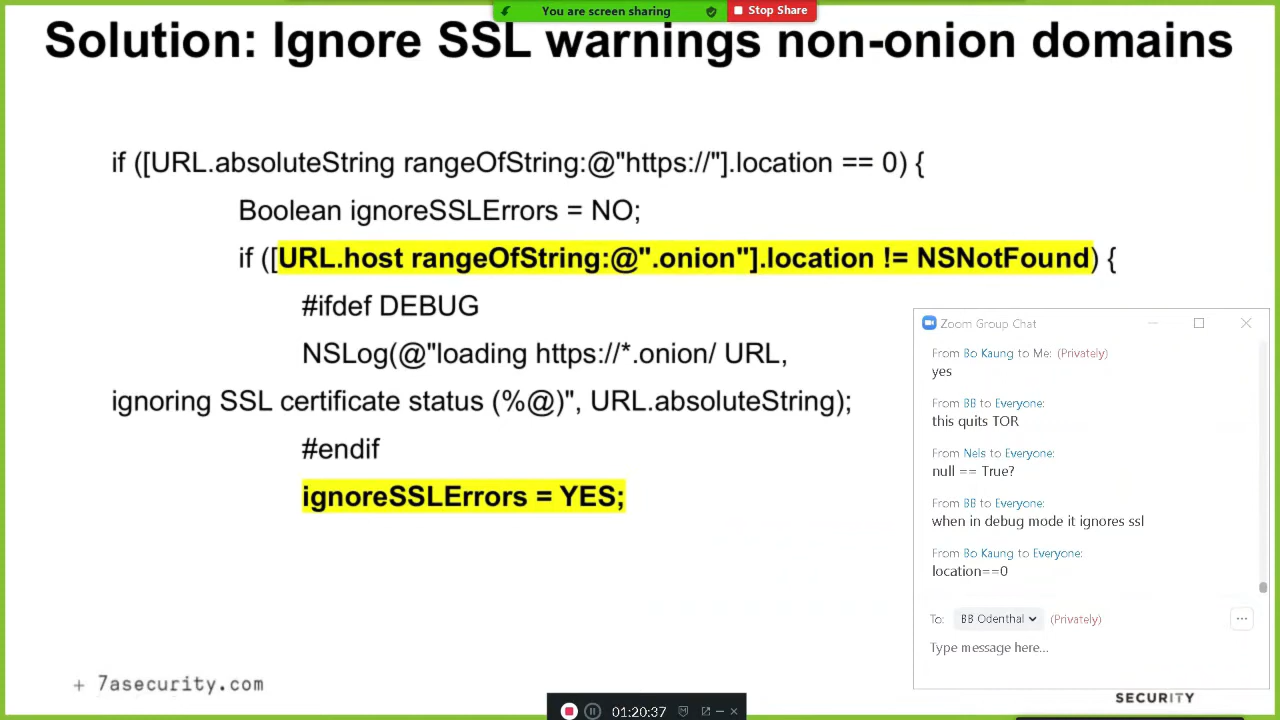 You are screen sharing
Stop Share
Solution: Ignore SSL warnings non-onion domains
if ([URL.absoluteString rangeOfString:@"https://"].location == 0) {
Boolean ignoreSSLErrors = NO;
if ([URL.host rangeOfString:@".onion"].location != NSNotFound) {
#ifdef DEBUG
NSLog(@"loading https://*.onion/ URL,
ignoring SSL certificate status (%@)", URL.absoluteString);
#endif
ignoreSSLErrors = YES;
Zoom Group Chat
From Bo Kaung to Me: (Privately)
yes
From BB to Everyone:
this quits TOR
From Nels to Everyone:
null == True?
From BB to Everyone:
when in debug mode it ignores ssl
From Bo Kaung to Everyone:
location==0
To: BB Odenthal (Privately)
Type message here...
+ 7asecurity.com
SECURITY
01:20:37